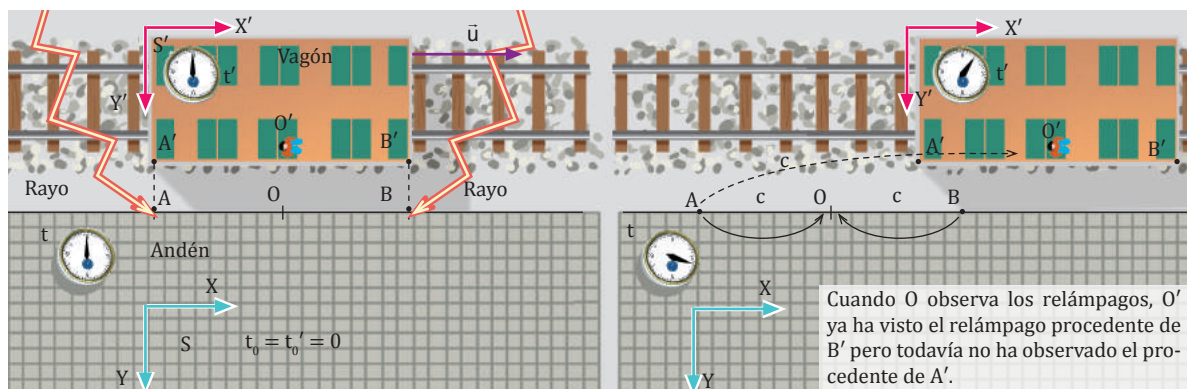 X′
S′
u⃗
Vagón
t′
Y′
O′
A′
B′
Rayo
A
O
B
Rayo
t
Andén
X
S
t₀ = t₀′ = 0
Y
X′
t′
Y′
O′
A′
B′
c
A
c
O
c
B
t
X
Y
Cuando O observa los relámpagos, O′
ya ha visto el relámpago procedente de
B′ pero todavía no ha observado el pro-
cedente de A′.